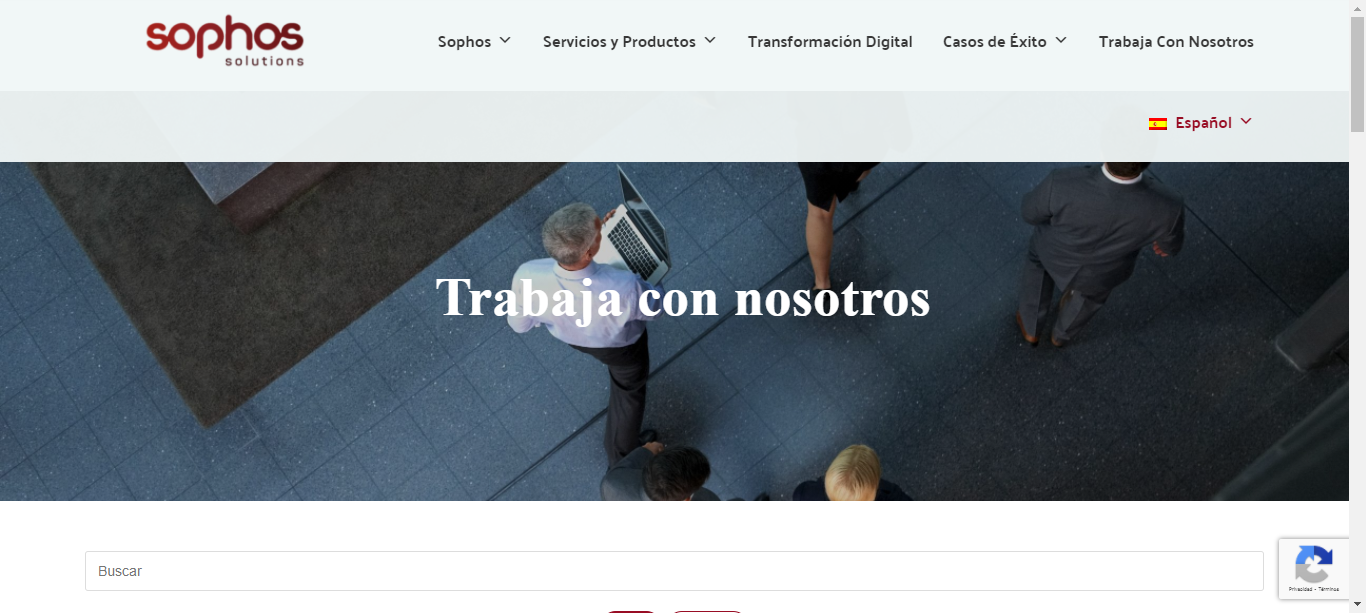 sophos
solutions
Sophos
Servicios y Productos
Transformación Digital
Casos de Éxito
Trabaja Con Nosotros
Español
Trabaja con nosotros
Buscar
Privacidad - Términos